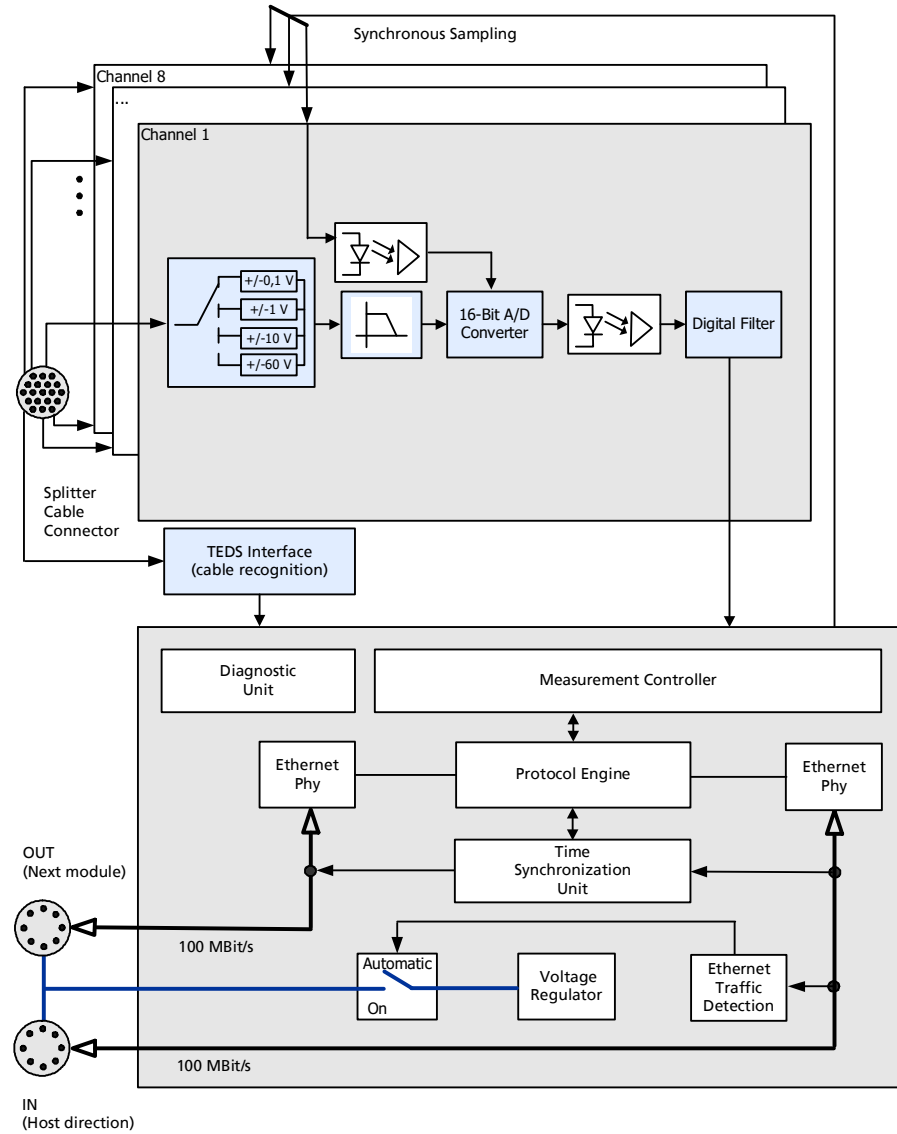 Synchronous Sampling
Channel 8
...
Channel 1
+/-0,1 V
+/-1 V
+/-10 V
+/-60 V
16-Bit A/D
Converter
Digital Filter
Splitter
Cable
Connector
TEDS Interface
(cable recognition)
Diagnostic
Unit
Measurement Controller
Ethernet
Phy
Protocol Engine
Ethernet
Phy
Time
Synchronization
Unit
OUT
(Next module)
100 MBit/s
Automatic
On
Voltage
Regulator
Ethernet
Traffic
Detection
100 MBit/s
IN
(Host direction)